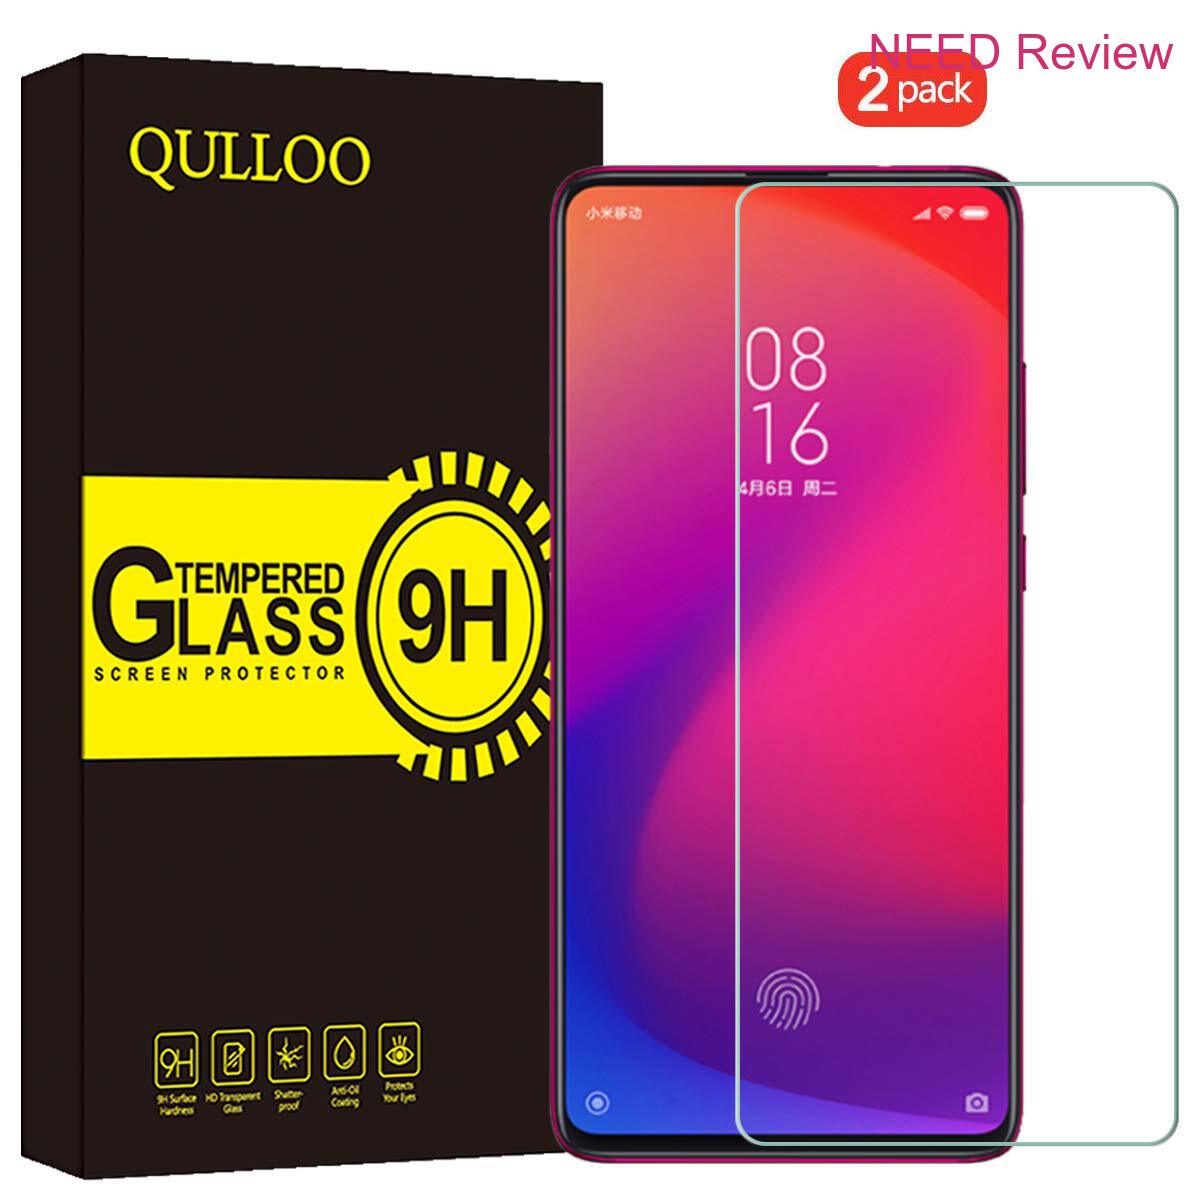 NEED Review
2 pack
QULLOO
小米移动
08
16
4月6日 周二
TEMPERED
GLASS
SCREEN PROTECTOR
9H
9H
9H Surface
Hardness
HD Transparent
Glass
Shatter-
proof
Anti-Oil
Coating
Protects
Your Eyes